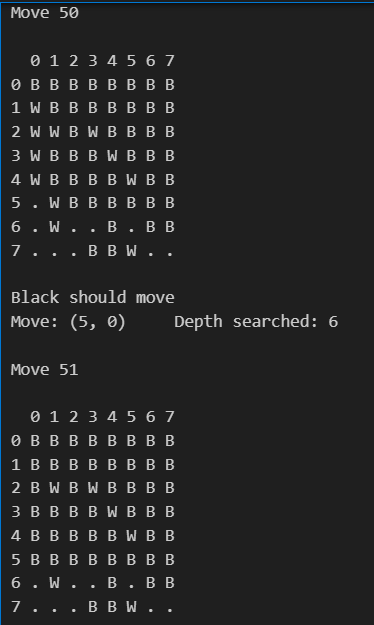 Move 50
  0 1 2 3 4 5 6 7
0 B B B B B B B B
1 W B B B B B B B
2 W W B W B B B B
3 W B B B W B B B
4 W B B B B W B B
5 . W B B B B B B
6 . W . . B . B B
7 . . . B B W . .
Black should move
Move: (5, 0)     Depth searched: 6
Move 51
  0 1 2 3 4 5 6 7
0 B B B B B B B B
1 B B B B B B B B
2 B W B W B B B B
3 B B B B W B B B
4 B B B B B W B B
5 B B B B B B B B
6 . W . . B . B B
7 . . . B B W . .